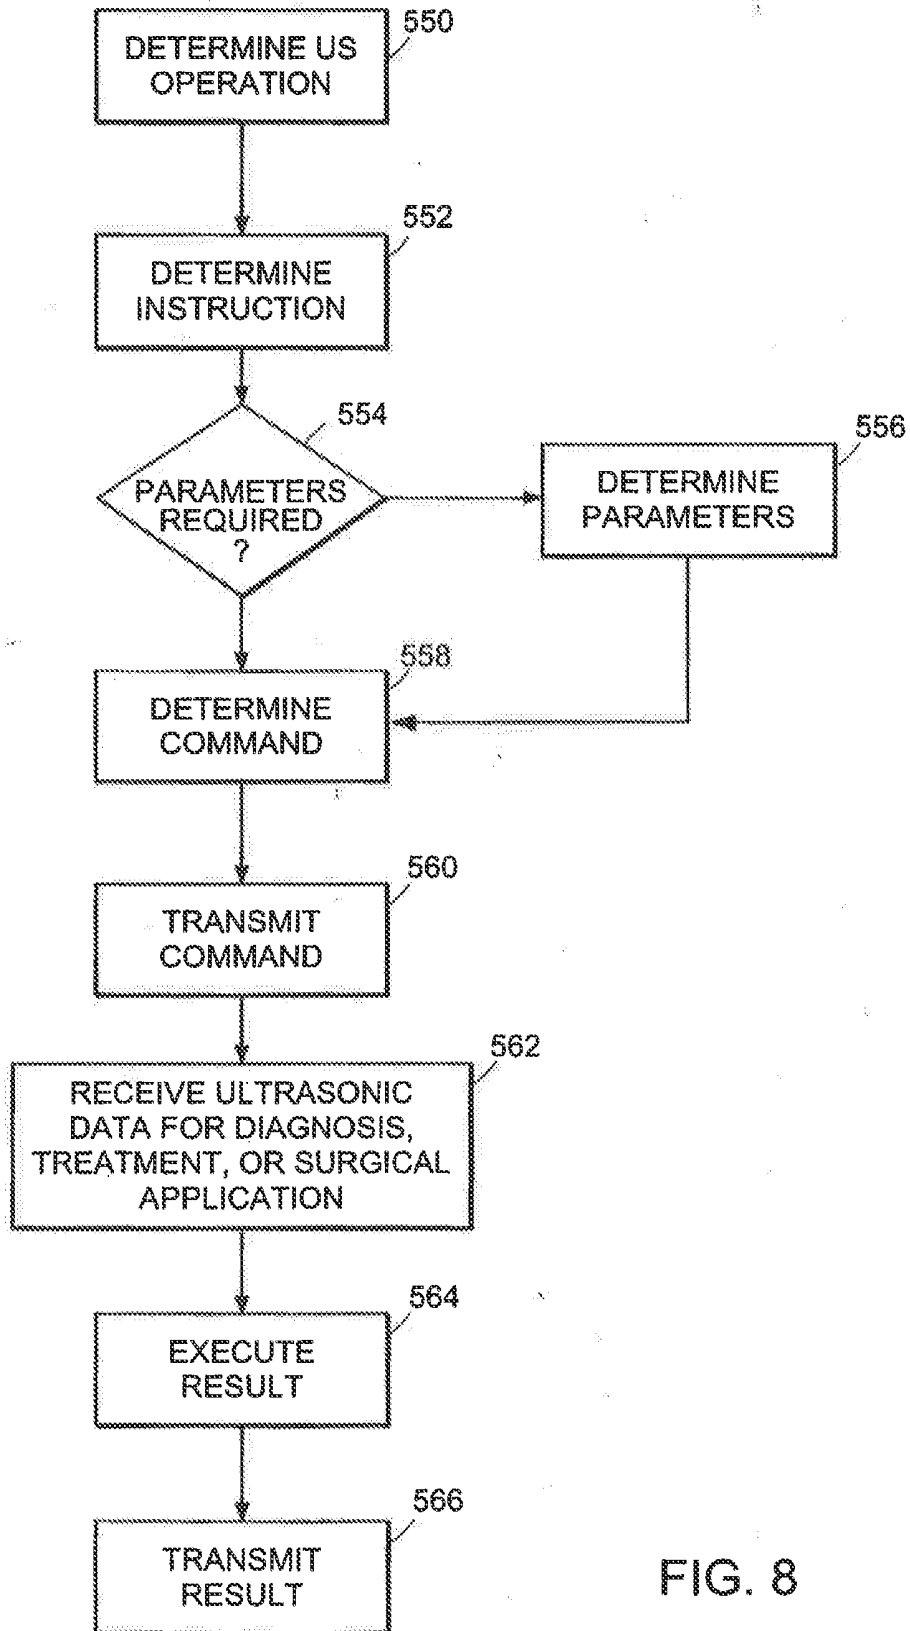 550
DETERMINE US
OPERATION
552
DETERMINE
INSTRUCTION
554
PARAMETERS
REQUIRED
?
556
DETERMINE
PARAMETERS
558
DETERMINE
COMMAND
560
TRANSMIT
COMMAND
562
RECEIVE ULTRASONIC
DATA FOR DIAGNOSIS,
TREATMENT, OR SURGICAL
APPLICATION
564
EXECUTE
RESULT
566
TRANSMIT
RESULT
FIG. 8